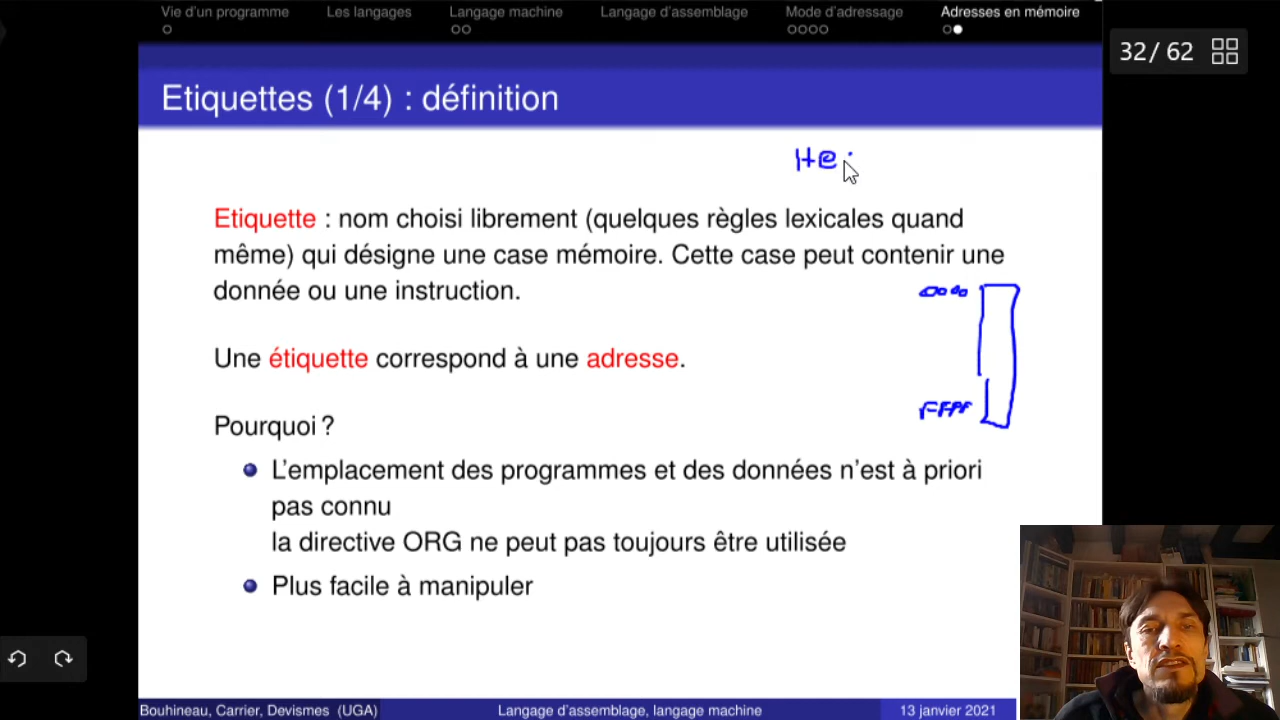 Vie d'un programme
Les langages
Langage machine
Langage d'assemblage
Mode d'adressage
Adresses en mémoire
32/ 62
Etiquettes (1/4) : définition
Etiquette : nom choisi librement (quelques règles lexicales quand
même) qui désigne une case mémoire. Cette case peut contenir une
donnée ou une instruction.
0000
Une étiquette correspond à une adresse.
FFFF
Pourquoi ?
L'emplacement des programmes et des données n'est à priori
pas connu
la directive ORG ne peut pas toujours être utilisée
Plus facile à manipuler
Bouhineau, Carrier, Devismes (UGA)
Langage d'assemblage, langage machine
13 janvier 2021